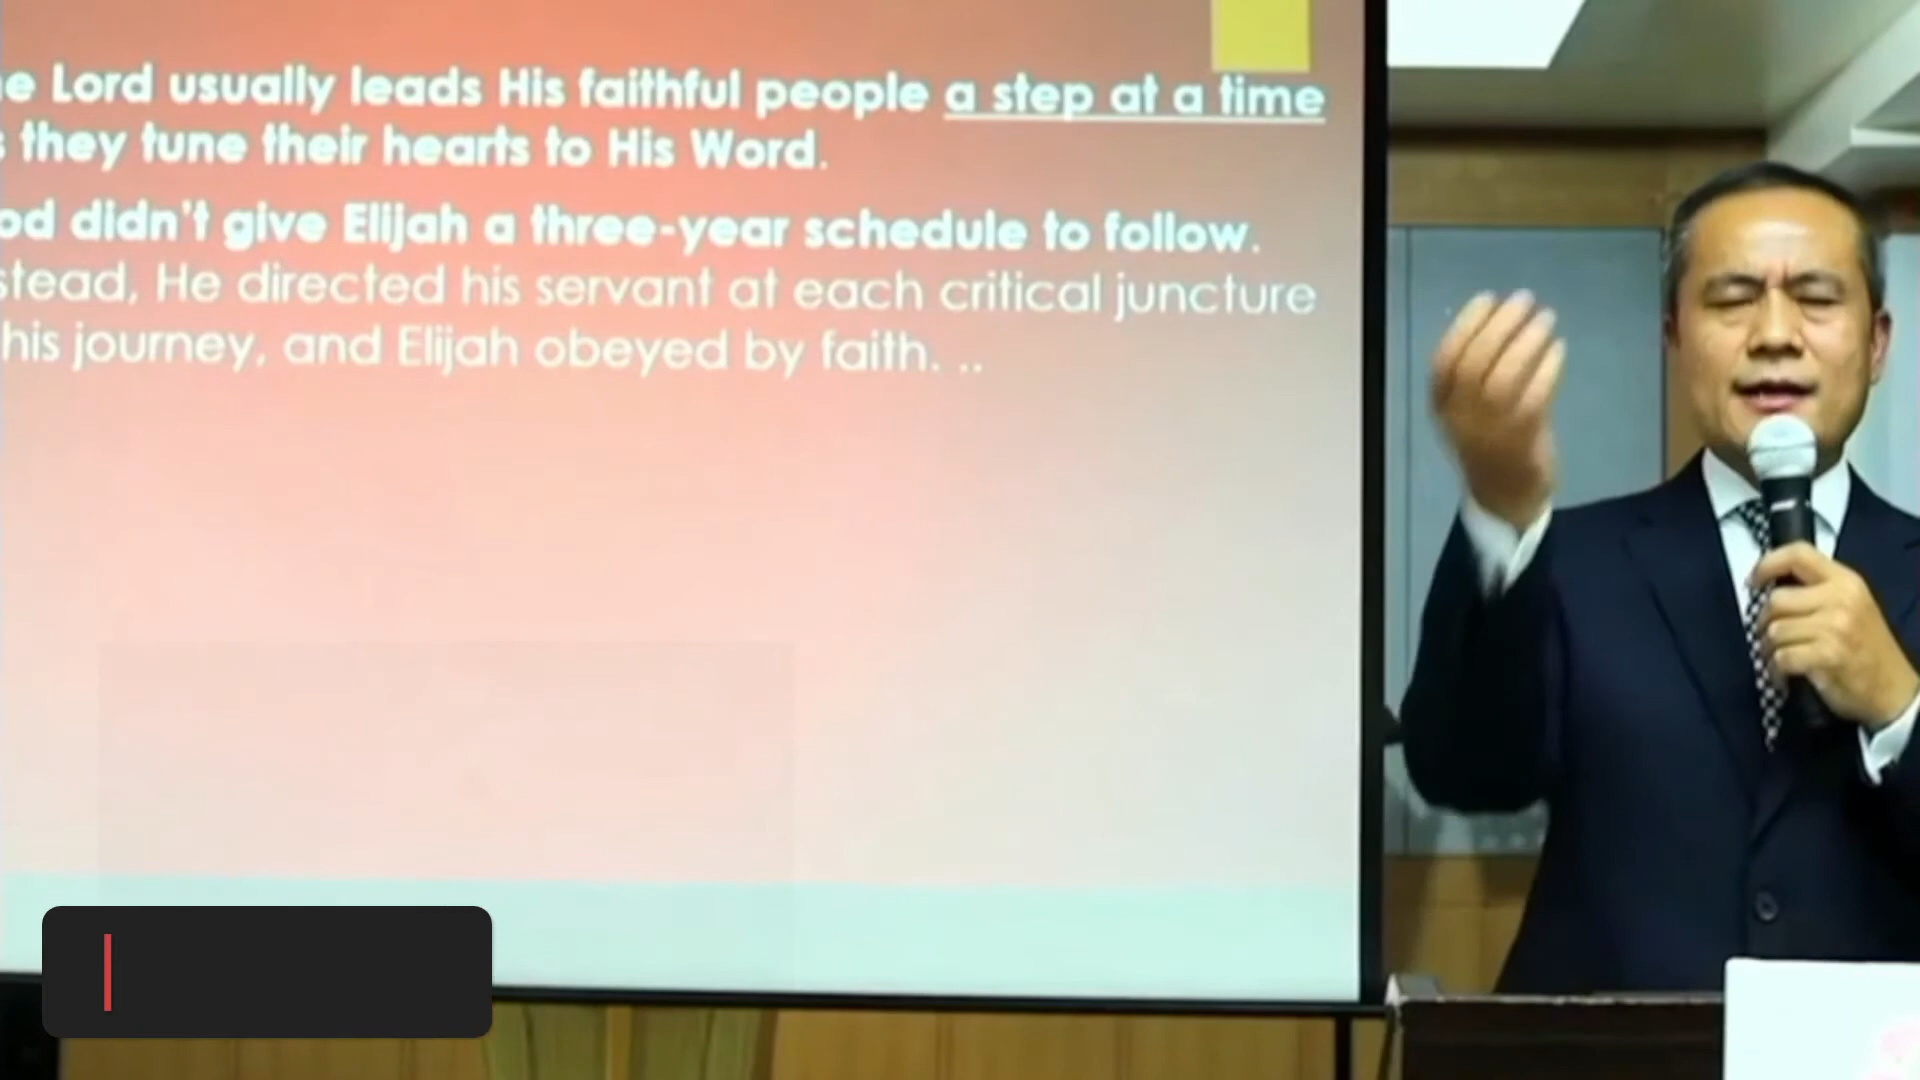 e Lord usually leads His faithful people a step at a time
s they tune their hearts to His Word.
od didn't give Elijah a three-year schedule to follow.
stead, He directed his servant at each critical juncture
his journey, and Elijah obeyed by faith. ..